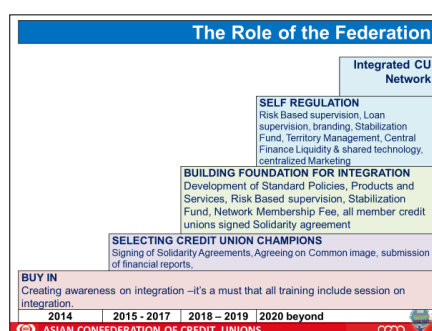 The Role of the Federation
Integrated CU
Network
SELF REGULATION
Risk Based supervision, Loan
supervision, branding, Stabilization
Fund, Territory Management, Central
Finance Liquidity & shared technology,
centralized Marketing
BUILDING FOUNDATION FOR INTEGRATION
Development of Standard Policies, Products and
Services, Risk Based supervision, Stabilization
Fund, Network Membership Fee, all member credit
unions signed Solidarity agreement
SELECTING CREDIT UNION CHAMPIONS
Signing of Solidarity Agreements, Agreeing on Common image, submission
of financial reports,
BUY IN
Creating awareness on integration –it's a must that all training include session on
integration.
2014 2015 - 2017 2018 – 2019 2020 beyond
ASIAN CONFEDERATION OF CREDIT UNIONS